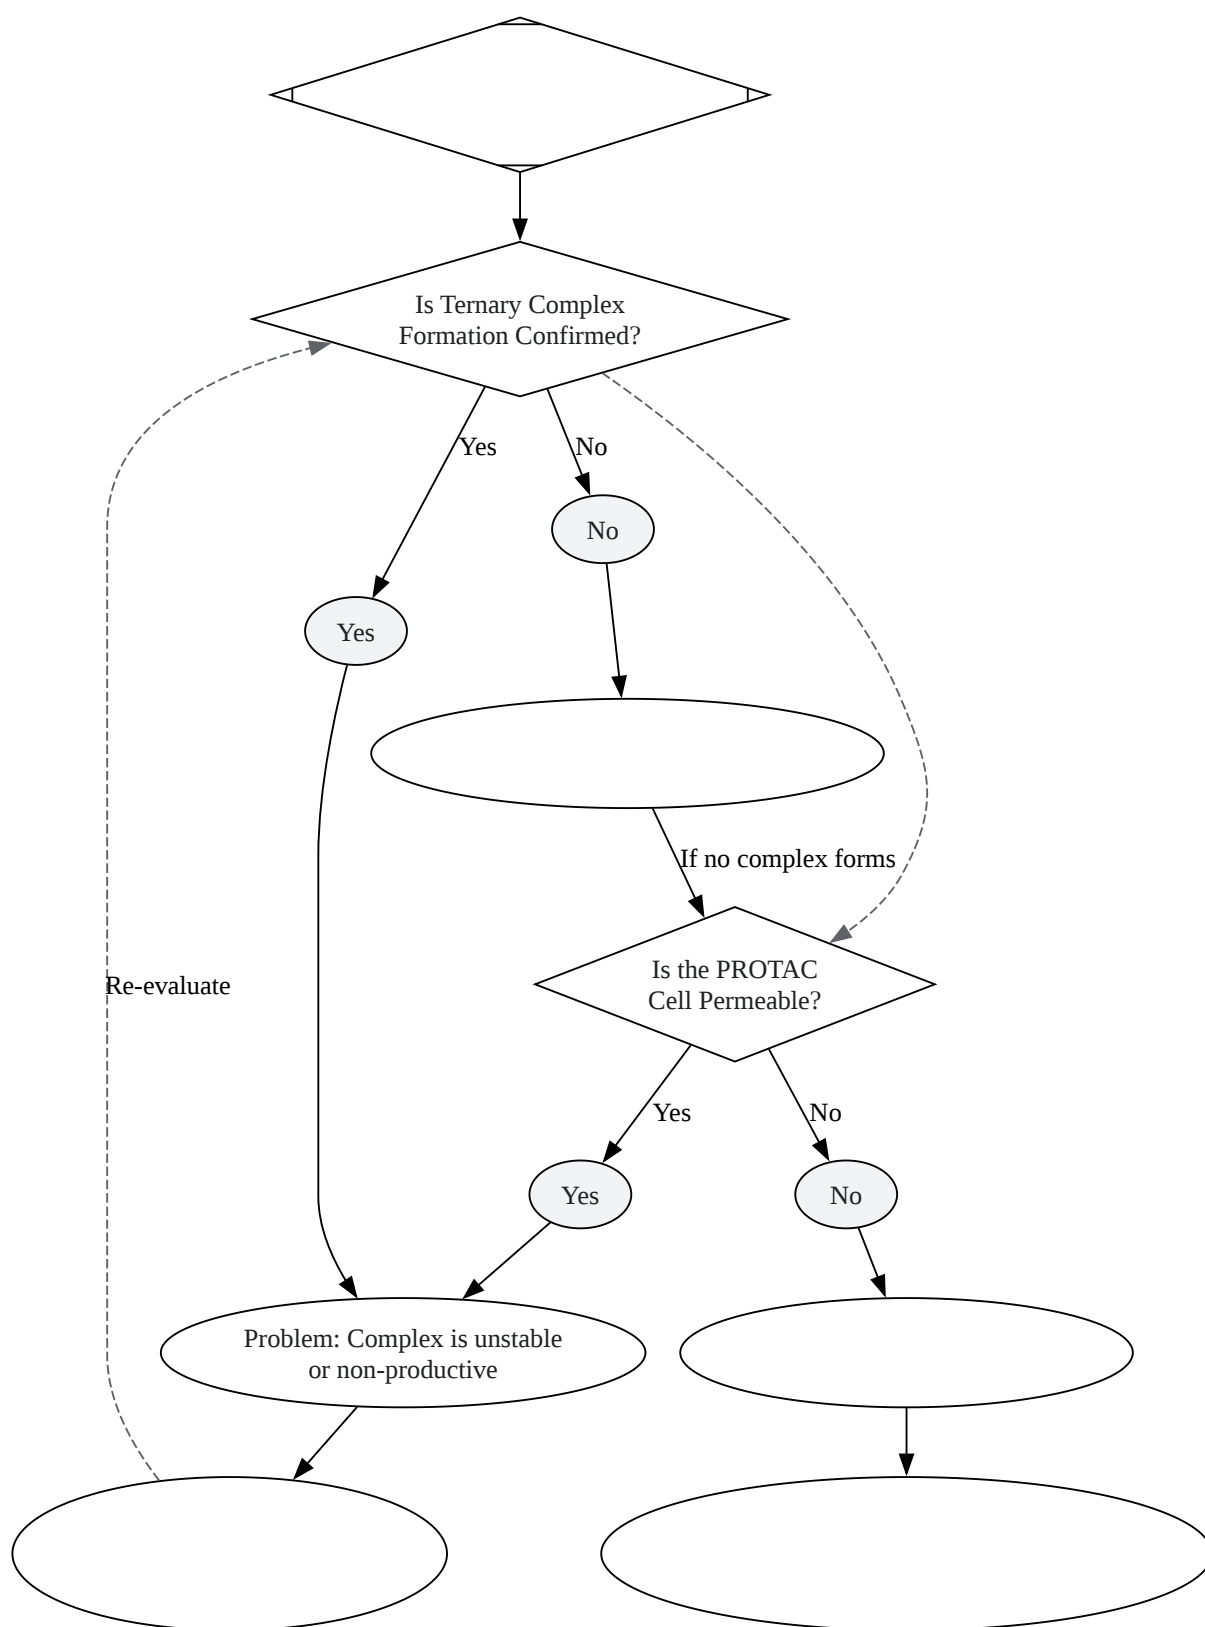 Is Ternary Complex
Formation Confirmed?
Yes
No
No
Yes
If no complex forms
Is the PROTAC
Cell Permeable?
Re-evaluate
Yes
No
Yes
No
Problem: Complex is unstable
or non-productive